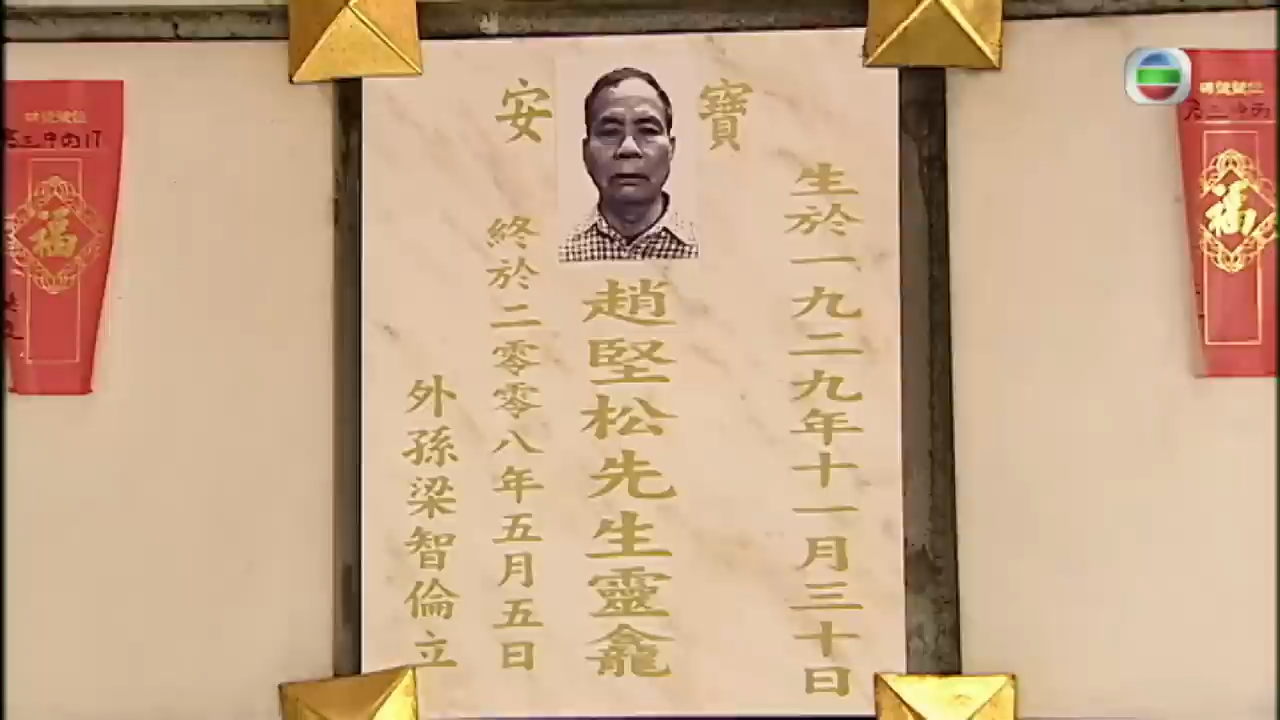 寶安
生於一九二九年十一月三十日
趙堅松先生靈龕
終於二零零八年五月五日
外孫梁智倫立
福
福